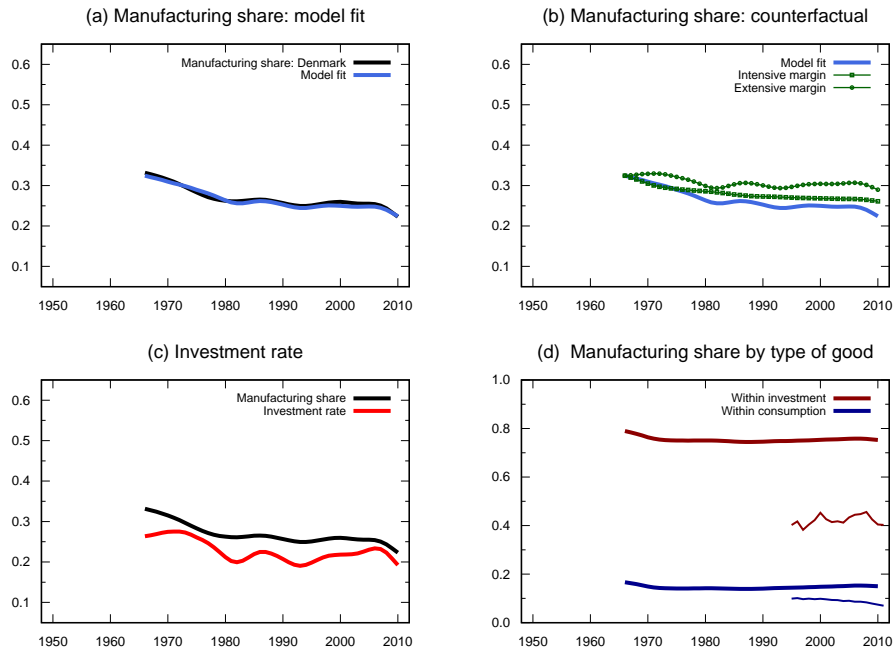 (a) Manufacturing share: model fit
0.6
0.5
0.4
0.3
0.2
0.1
Manufacturing share: Denmark
Model fit
1950 1960 1970 1980 1990 2000 2010
(b) Manufacturing share: counterfactual
0.6
0.5
0.4
0.3
0.2
0.1
Model fit
Intensive margin
Extensive margin
1950 1960 1970 1980 1990 2000 2010
(c) Investment rate
0.6
0.5
0.4
0.3
0.2
0.1
Manufacturing share
Investment rate
1950 1960 1970 1980 1990 2000 2010
(d) Manufacturing share by type of good
1.0
0.8
0.6
0.4
0.2
0.0
Within investment
Within consumption
1950 1960 1970 1980 1990 2000 2010